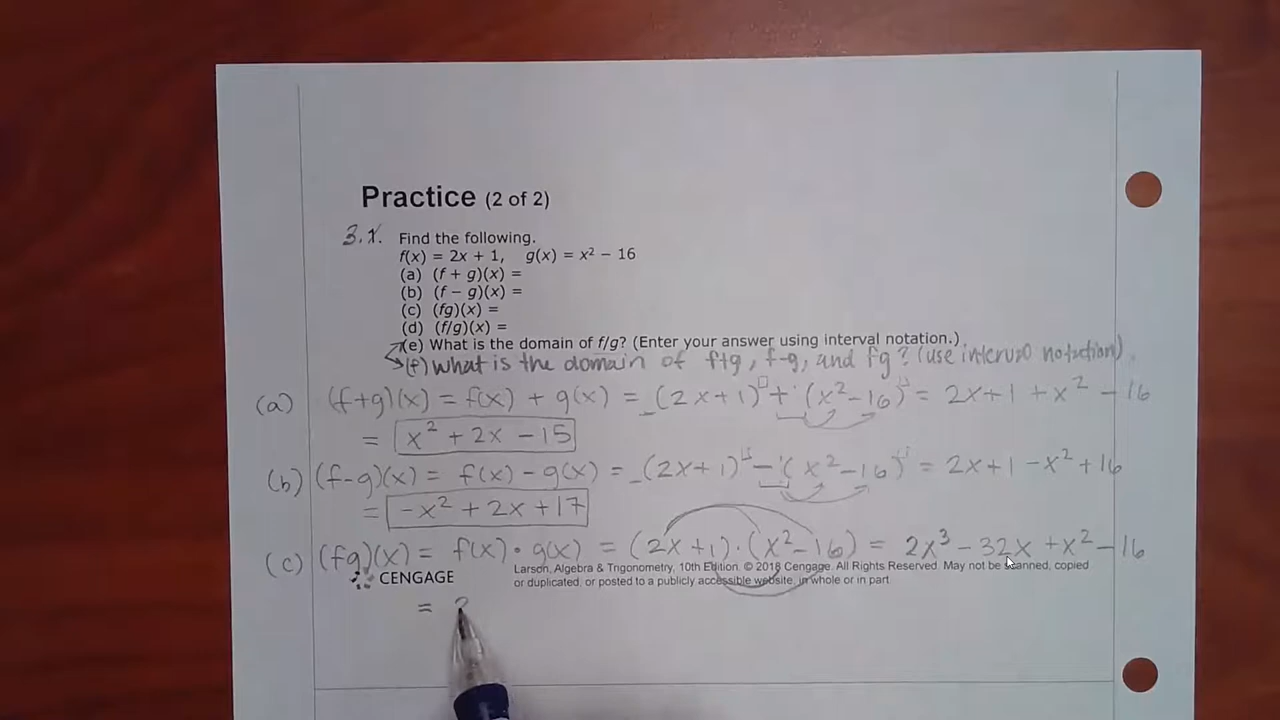 Practice (2 of 2)
3.1. Find the following.
f(x) = 2x + 1, g(x) = x² − 16
(a) (f + g)(x) =
(b) (f − g)(x) =
(c) (fg)(x) =
(d) (f/g)(x) =
(e) What is the domain of f/g? (Enter your answer using interval notation.)
(f) What is the domain of f+g, f-g, and fg? (use interval notation)
(a) (f+g)(x) = f(x) + g(x) = (2x+1) + (x²-16) = 2x+1 + x² - 16
= x² + 2x - 15
(b) (f-g)(x) = f(x) - g(x) = (2x+1) - (x²-16) = 2x+1 - x² + 16
= -x² + 2x + 17
(c) (fg)(x) = f(x) • g(x) = (2x+1) · (x²-16) = 2x³ - 32x + x² - 16
CENGAGE
Larson, Algebra & Trigonometry, 10th Edition. © 2018 Cengage. All Rights Reserved. May not be scanned, copied
or duplicated, or posted to a publicly accessible website, in whole or in part.
=